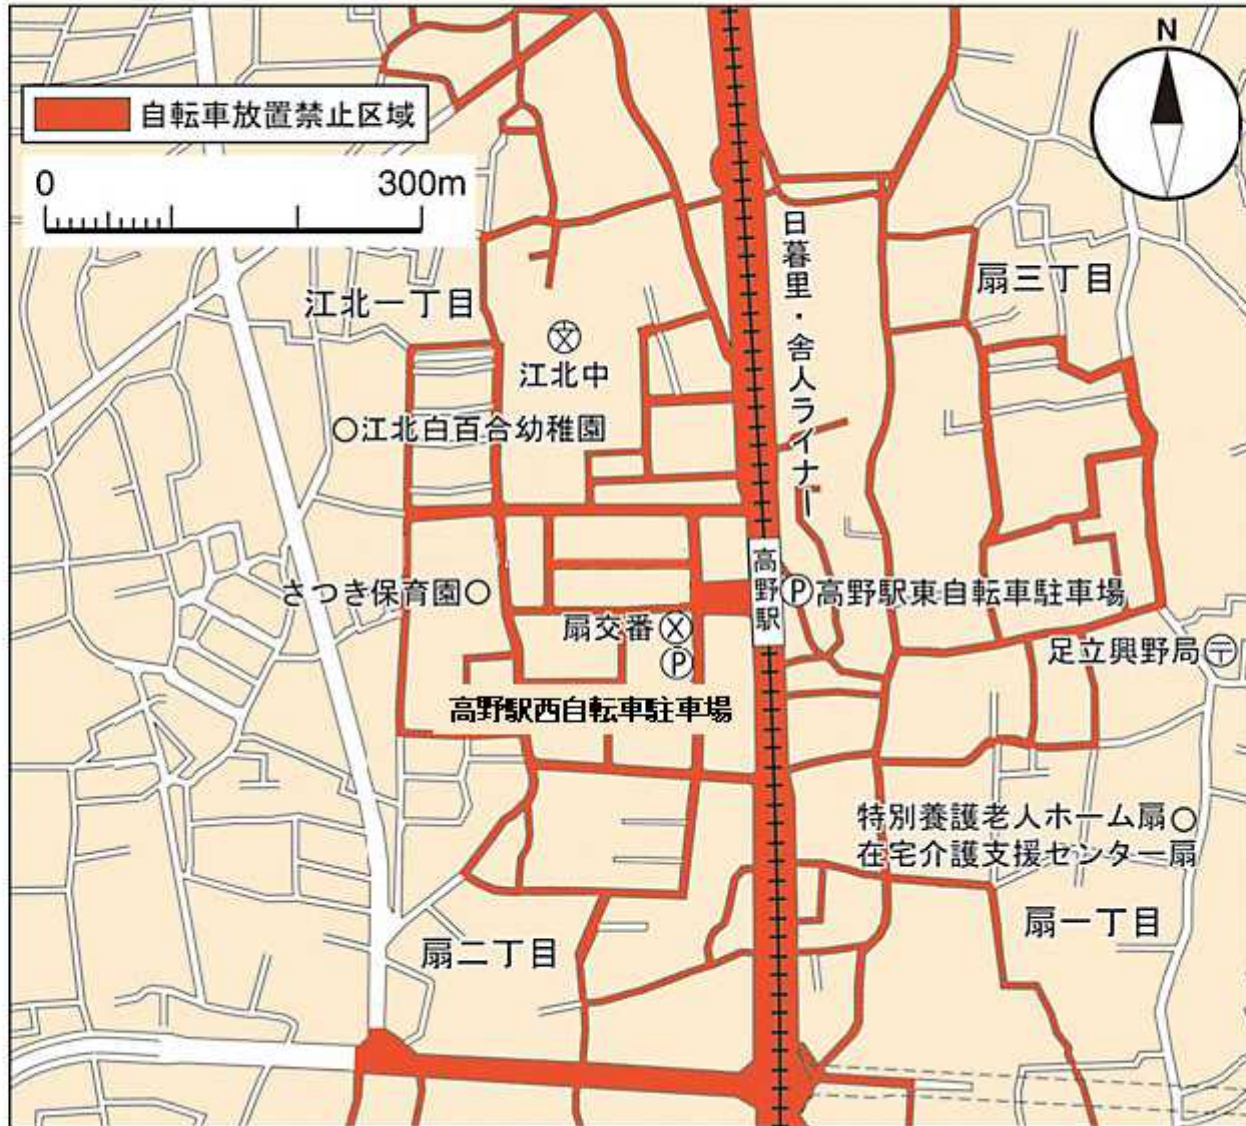 N
自転車放置禁止区域
0 300m
日暮里・舎人ライナー
江北一丁目
扇三丁目
江北中
江北白百合幼稚園
高野駅
さつき保育園
高野駅東自転車駐車場
扇交番
足立興野局
高野駅西自転車駐車場
特別養護老人ホーム扇
在宅介護支援センター扇
扇二丁目
扇一丁目